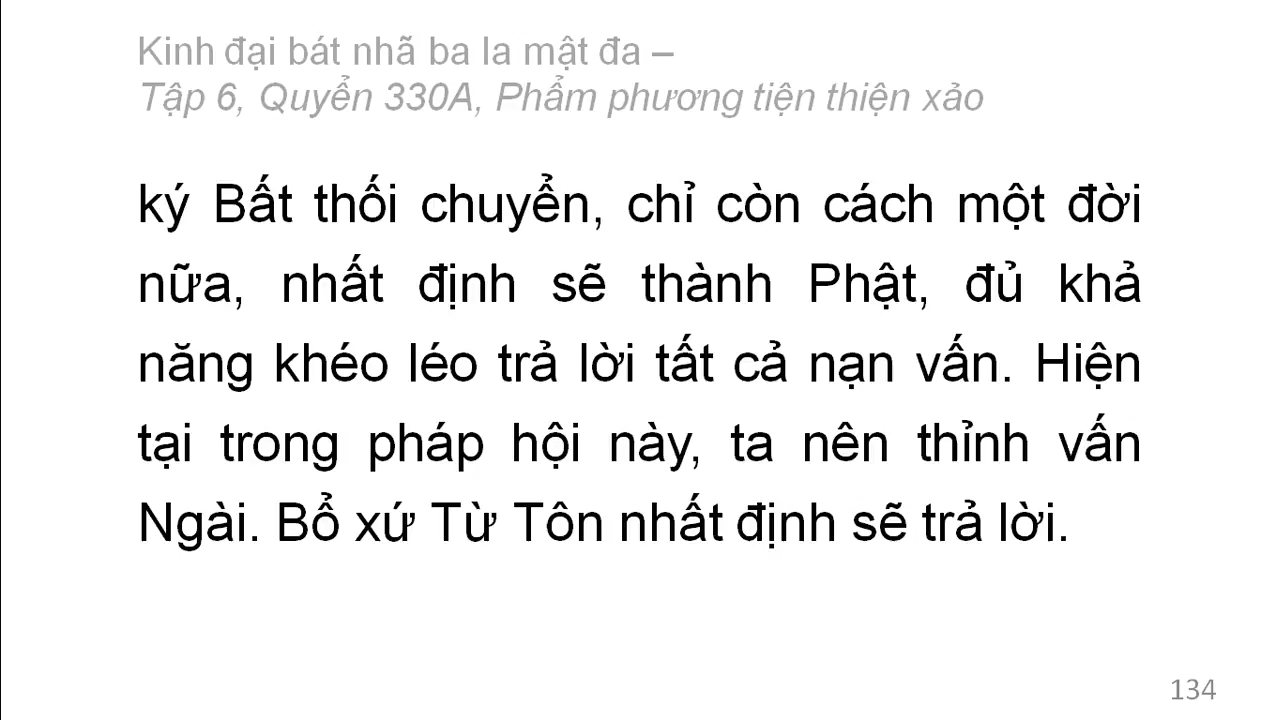 Kinh đại bát nhã ba la mật đa –
Tập 6, Quyển 330A, Phẩm phương tiện thiện xảo
ký Bất thối chuyển, chỉ còn cách một đời
nữa, nhất định sẽ thành Phật, đủ khả
năng khéo léo trả lời tất cả nạn vấn. Hiện
tại trong pháp hội này, ta nên thỉnh vấn
Ngài. Bổ xứ Từ Tôn nhất định sẽ trả lời.
134